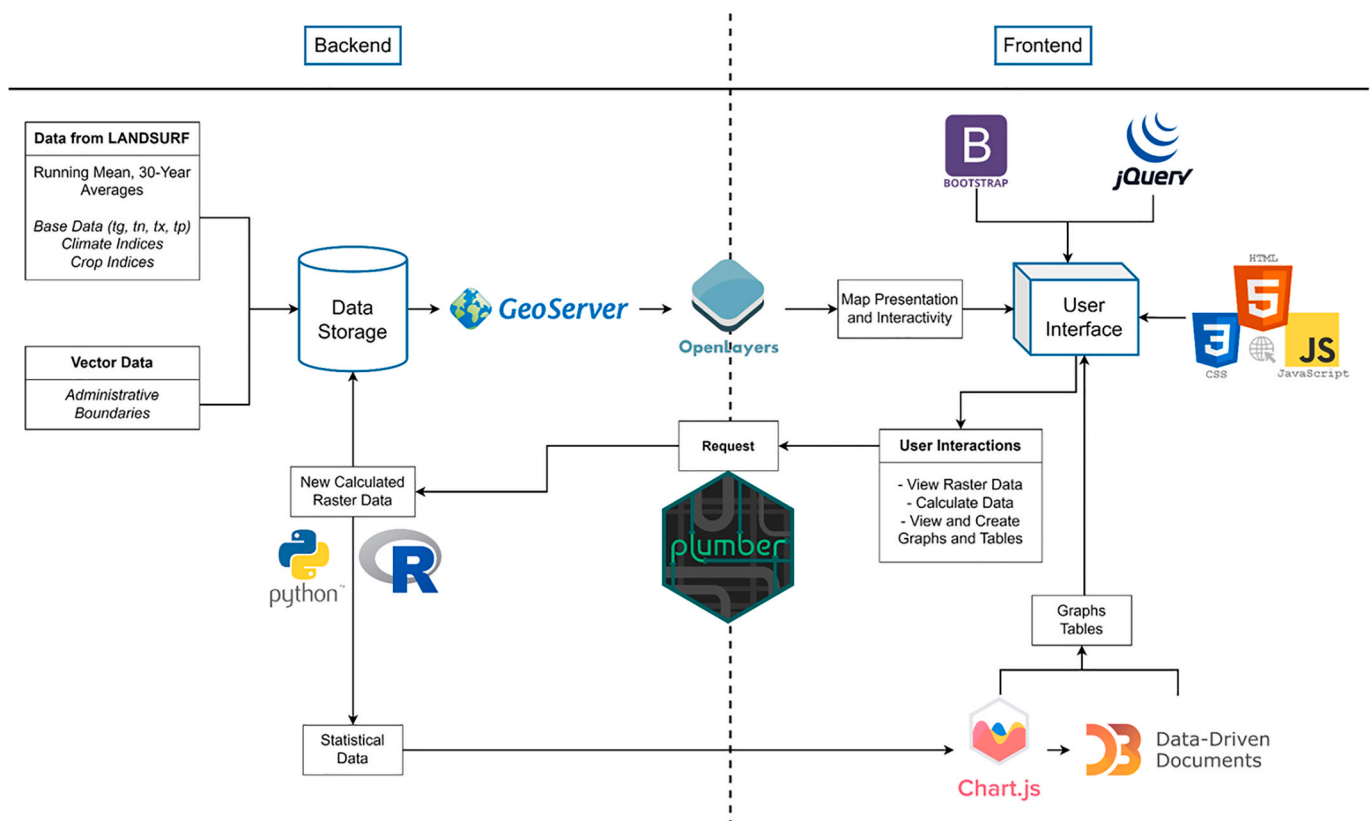 Backend
Frontend
Data from LANDSURF
Running Mean, 30-Year
Averages
Base Data (tg, tn, tx, tp)
Climate Indices
Crop Indices
Vector Data
Administrative
Boundaries
Data
Storage
GeoServer
OpenLayers
Map Presentation
and Interactivity
B
BOOTSTRAP
jQuery
User
Interface
HTML
5
3
CSS
JS
JavaScript
Request
plumber
User Interactions
- View Raster Data
- Calculate Data
- View and Create
Graphs and Tables
New Calculated
Raster Data
python™
R
Graphs
Tables
Statistical
Data
Chart.js
D3
Data-Driven
Documents